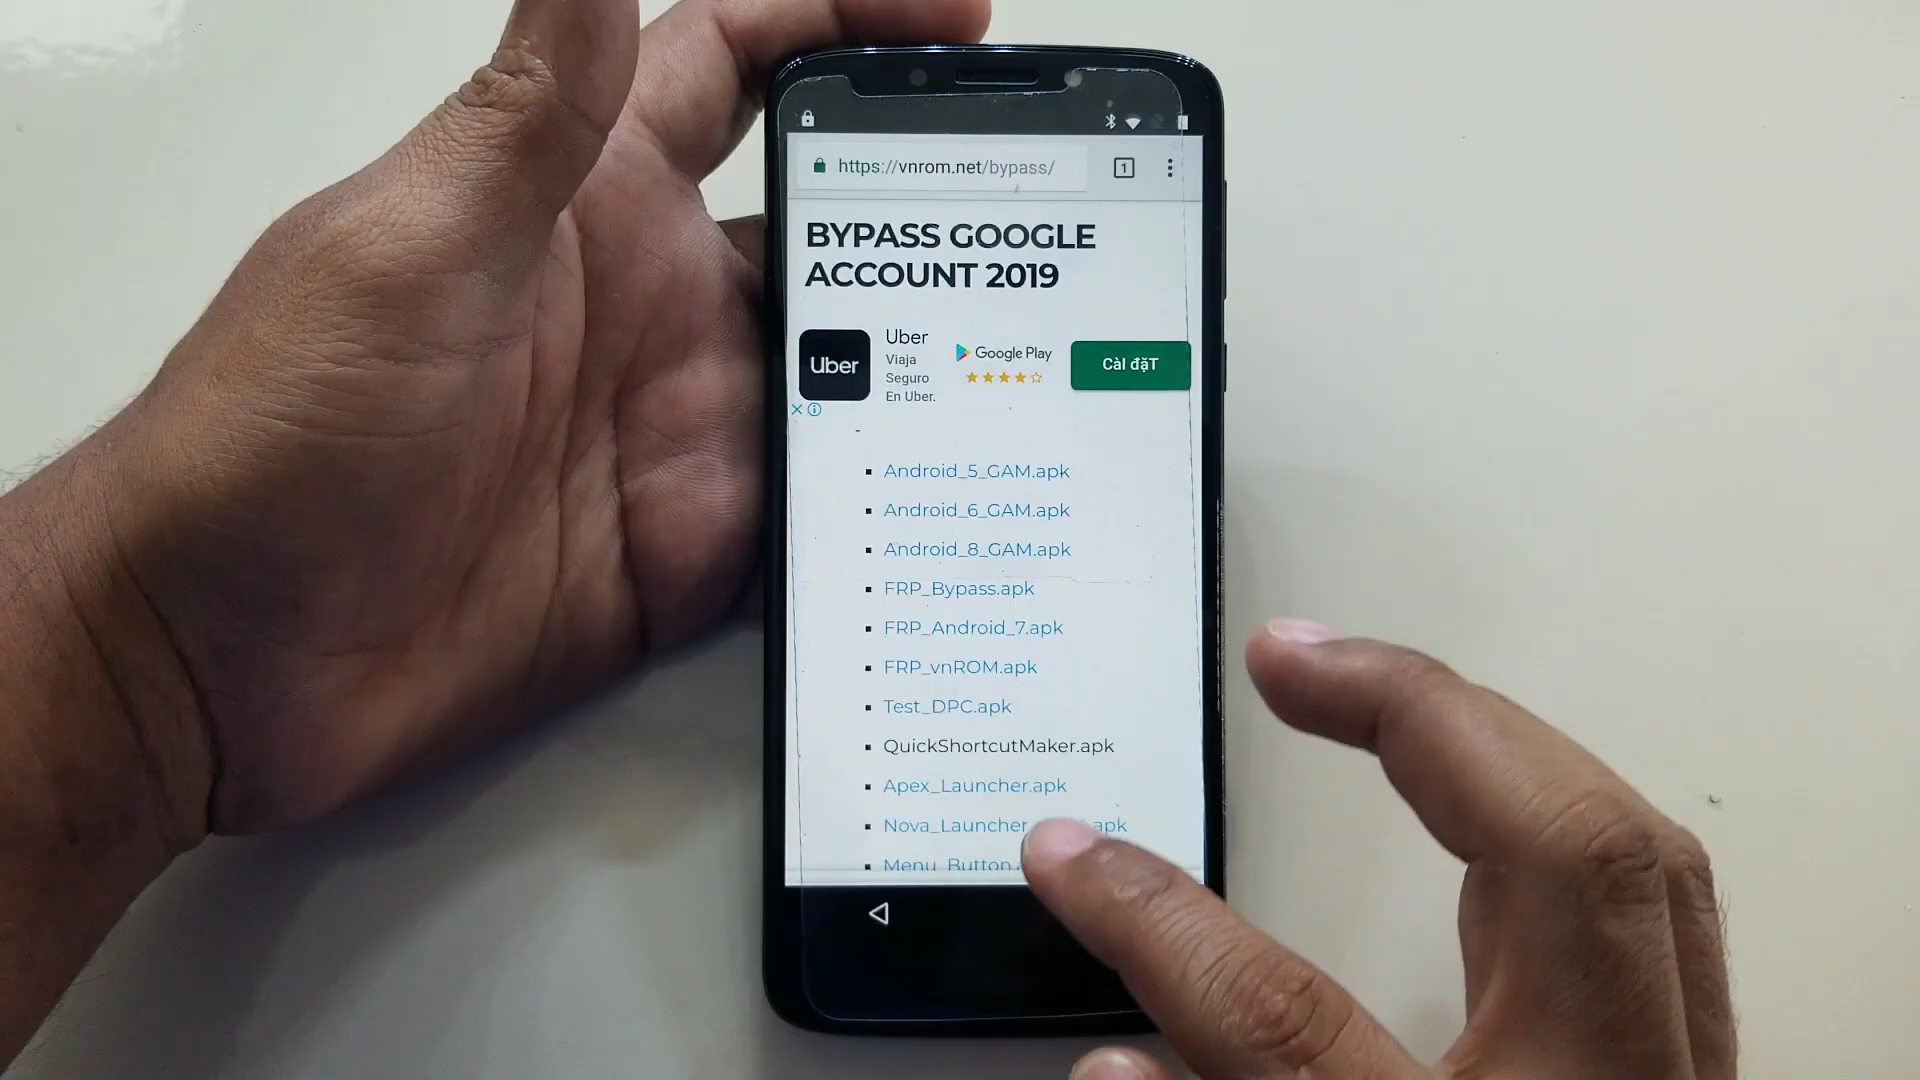 https://vnrom.net/bypass/
1
BYPASS GOOGLE
ACCOUNT 2019
Uber
Uber
Viaja
Seguro
En Uber.
Google Play
CàI đặT
Android_5_GAM.apk
Android_6_GAM.apk
Android_8_GAM.apk
FRP_Bypass.apk
FRP_Android_7.apk
FRP_vnROM.apk
Test_DPC.apk
QuickShortcutMaker.apk
Apex_Launcher.apk
Nova_Launcher apk
Menu_Button.